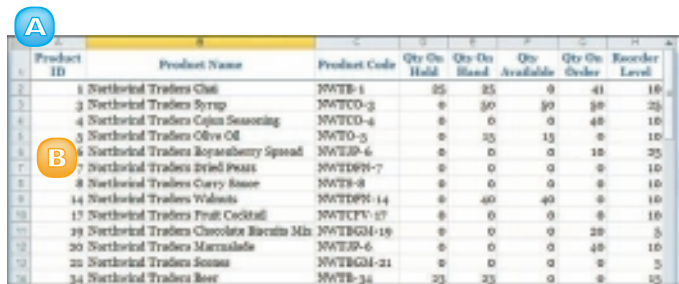 A
A B C D E F G H
Product ID Product Name Product Code Qty On Hold Qty On Hand Qty Available Qty On Order Reorder Level
1 Northwind Traders Chai NWTB-1 25 25 0 41 10
3 Northwind Traders Syrup NWTCO-3 0 50 50 50 25
4 Northwind Traders Cajun Seasoning NWTCO-4 0 0 0 40 10
5 Northwind Traders Olive Oil NWTO-5 0 15 15 0 10
B
6 Northwind Traders Boysenberry Spread NWTJP-6 0 0 0 10 25
7 Northwind Traders Dried Pears NWTDFN-7 0 0 0 0 10
8 Northwind Traders Curry Sauce NWTS-8 0 0 0 0 10
14 Northwind Traders Walnuts NWTDFN-14 0 40 40 0 10
17 Northwind Traders Fruit Cocktail NWTCFV-17 0 0 0 0 10
19 Northwind Traders Chocolate Biscuits Mix NWTBGM-19 0 0 0 20 5
20 Northwind Traders Marmalade NWTJP-6 0 0 0 40 10
21 Northwind Traders Scones NWTBGM-21 0 0 0 0 5
34 Northwind Traders Beer NWTB-34 23 23 0 0 15